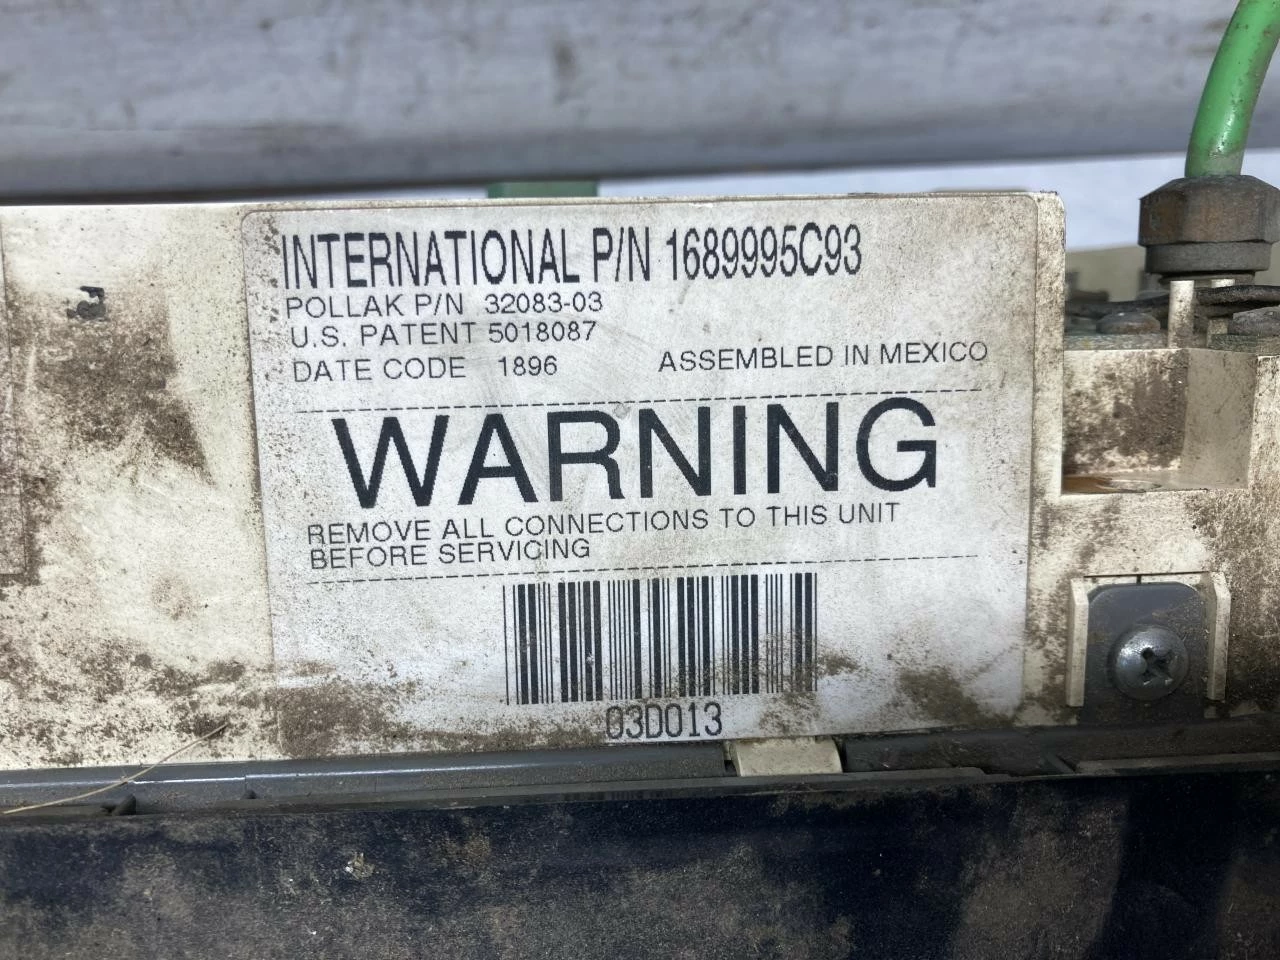 INTERNATIONAL P/N 1689995C93
POLLAK P/N 32083-03
U.S. PATENT 5018087
DATE CODE 1896 ASSEMBLED IN MEXICO
WARNING
REMOVE ALL CONNECTIONS TO THIS UNIT
BEFORE SERVICING
03D013